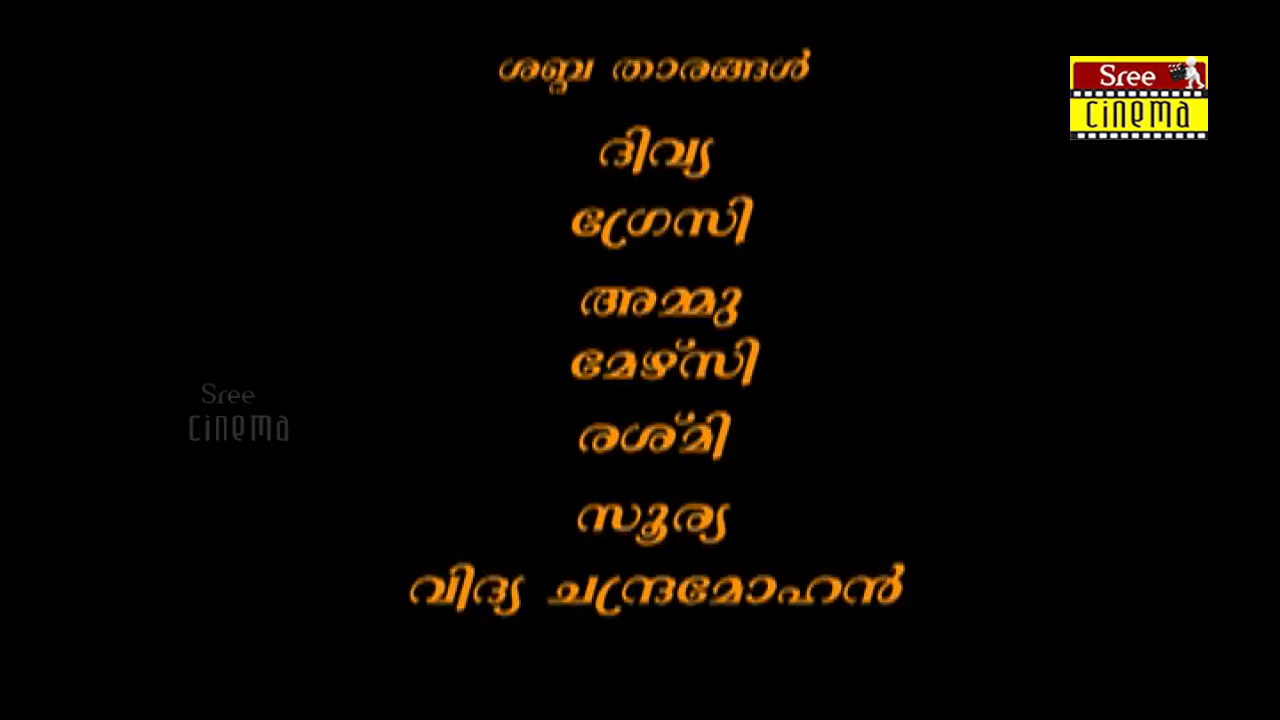 ശബ്ദ താരങ്ങൾ
Sree
cinema
ദിവ്യ
ഗ്രേസി
അമ്മു
മേഴ്സി
Sree
cinema
രശ്മി
സൂര്യ
വിദ്യ ചന്ദ്രമോഹൻ